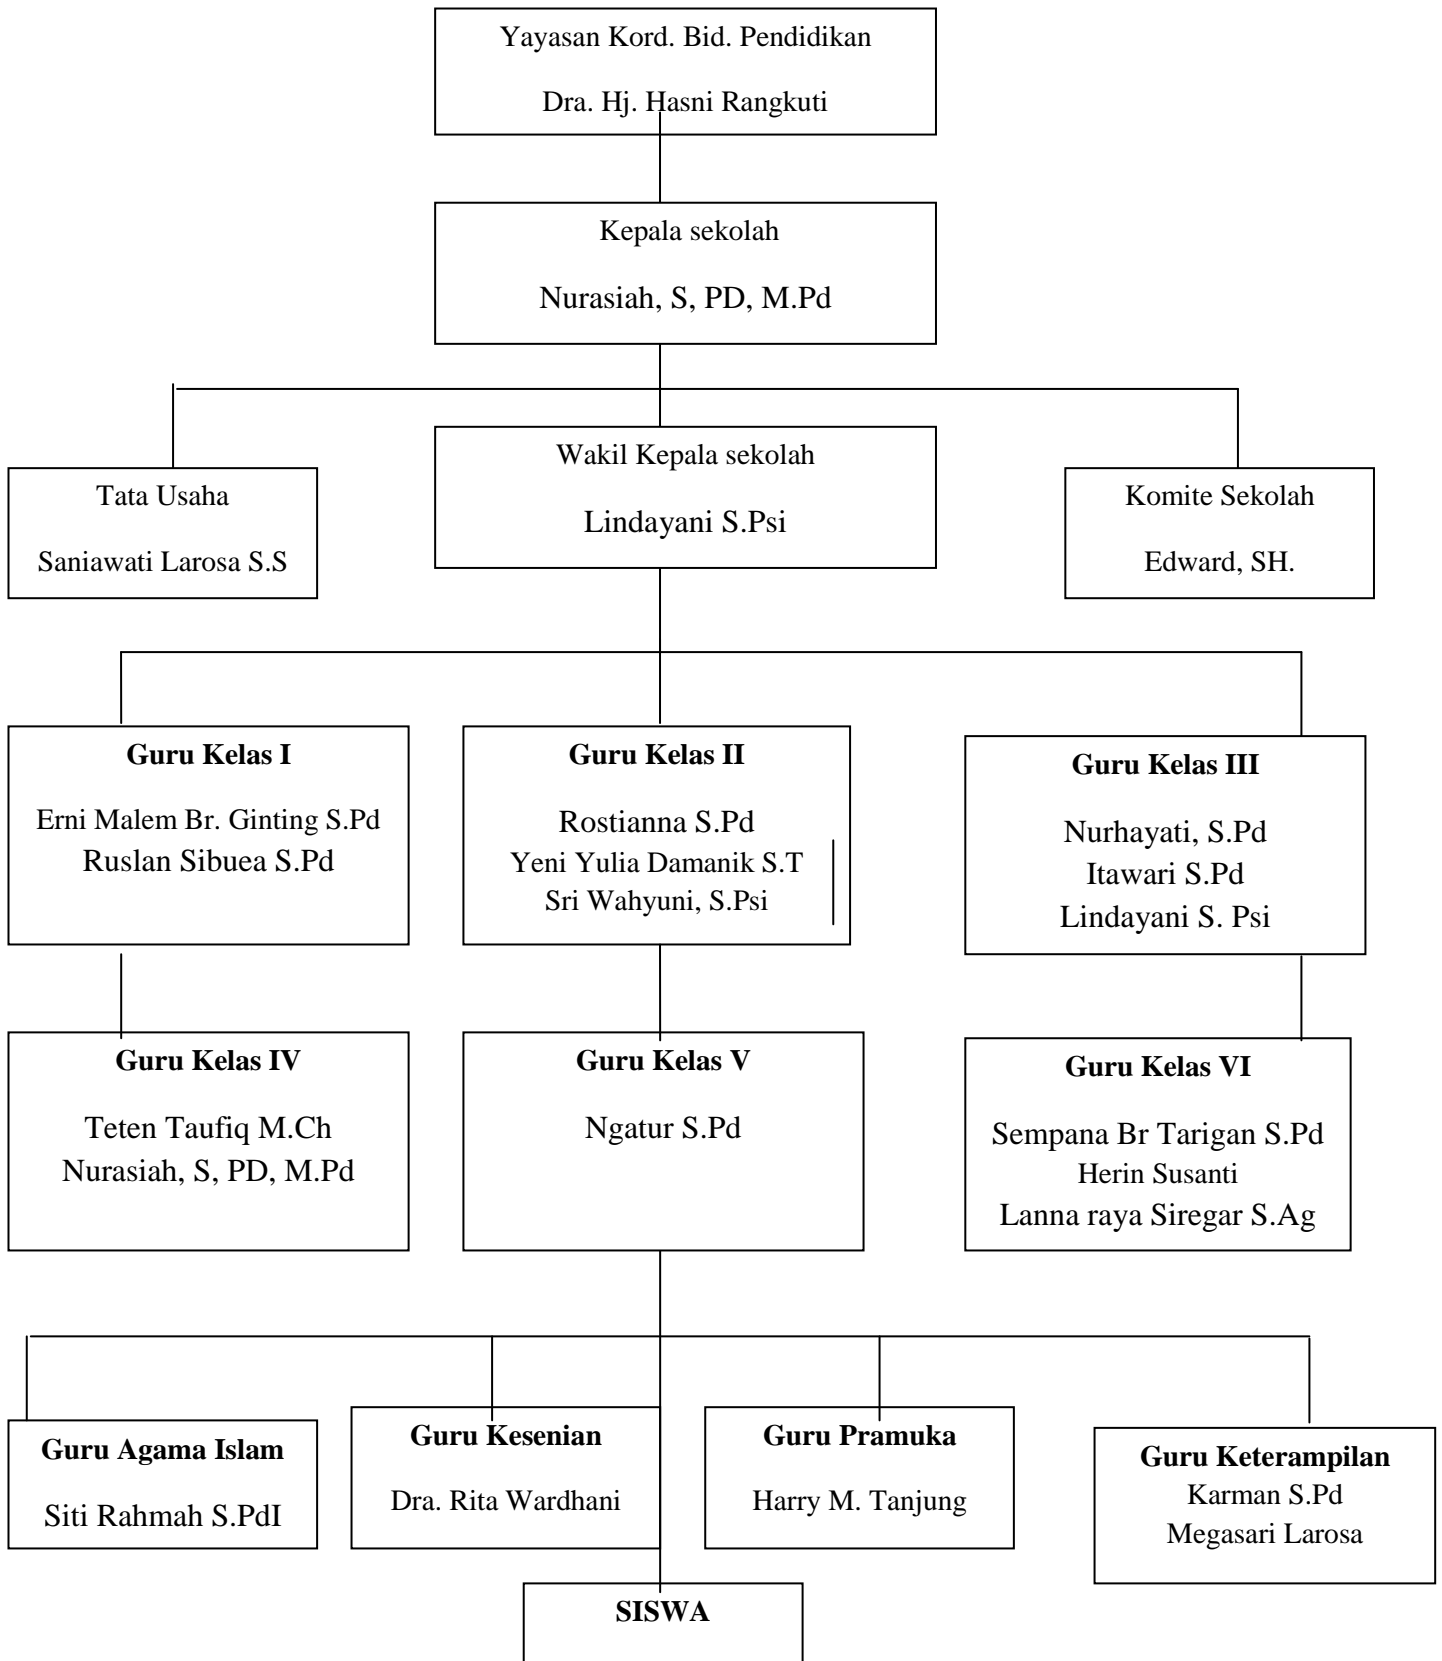 Yayasan Kord. Bid. Pendidikan
Dra. Hj. Hasni Rangkuti
Kepala sekolah
Nurasiah, S, PD, M.Pd
Wakil Kepala sekolah
Lindayani S.Psi
Tata Usaha
Saniawati Larosa S.S
Komite Sekolah
Edward, SH.
Guru Kelas I
Erni Malem Br. Ginting S.Pd
Ruslan Sibuea S.Pd
Guru Kelas II
Rostianna S.Pd
Yeni Yulia Damanik S.T
Sri Wahyuni, S.Psi
Guru Kelas III
Nurhayati, S.Pd
Itawari S.Pd
Lindayani S. Psi
Guru Kelas IV
Teten Taufiq M.Ch
Nurasiah, S, PD, M.Pd
Guru Kelas V
Ngatur S.Pd
Guru Kelas VI
Sempana Br Tarigan S.Pd
Herin Susanti
Lanna raya Siregar S.Ag
Guru Agama Islam
Siti Rahmah S.PdI
Guru Kesenian
Dra. Rita Wardhani
Guru Pramuka
Harry M. Tanjung
Guru Keterampilan
Karman S.Pd
Megasari Larosa
SISWA